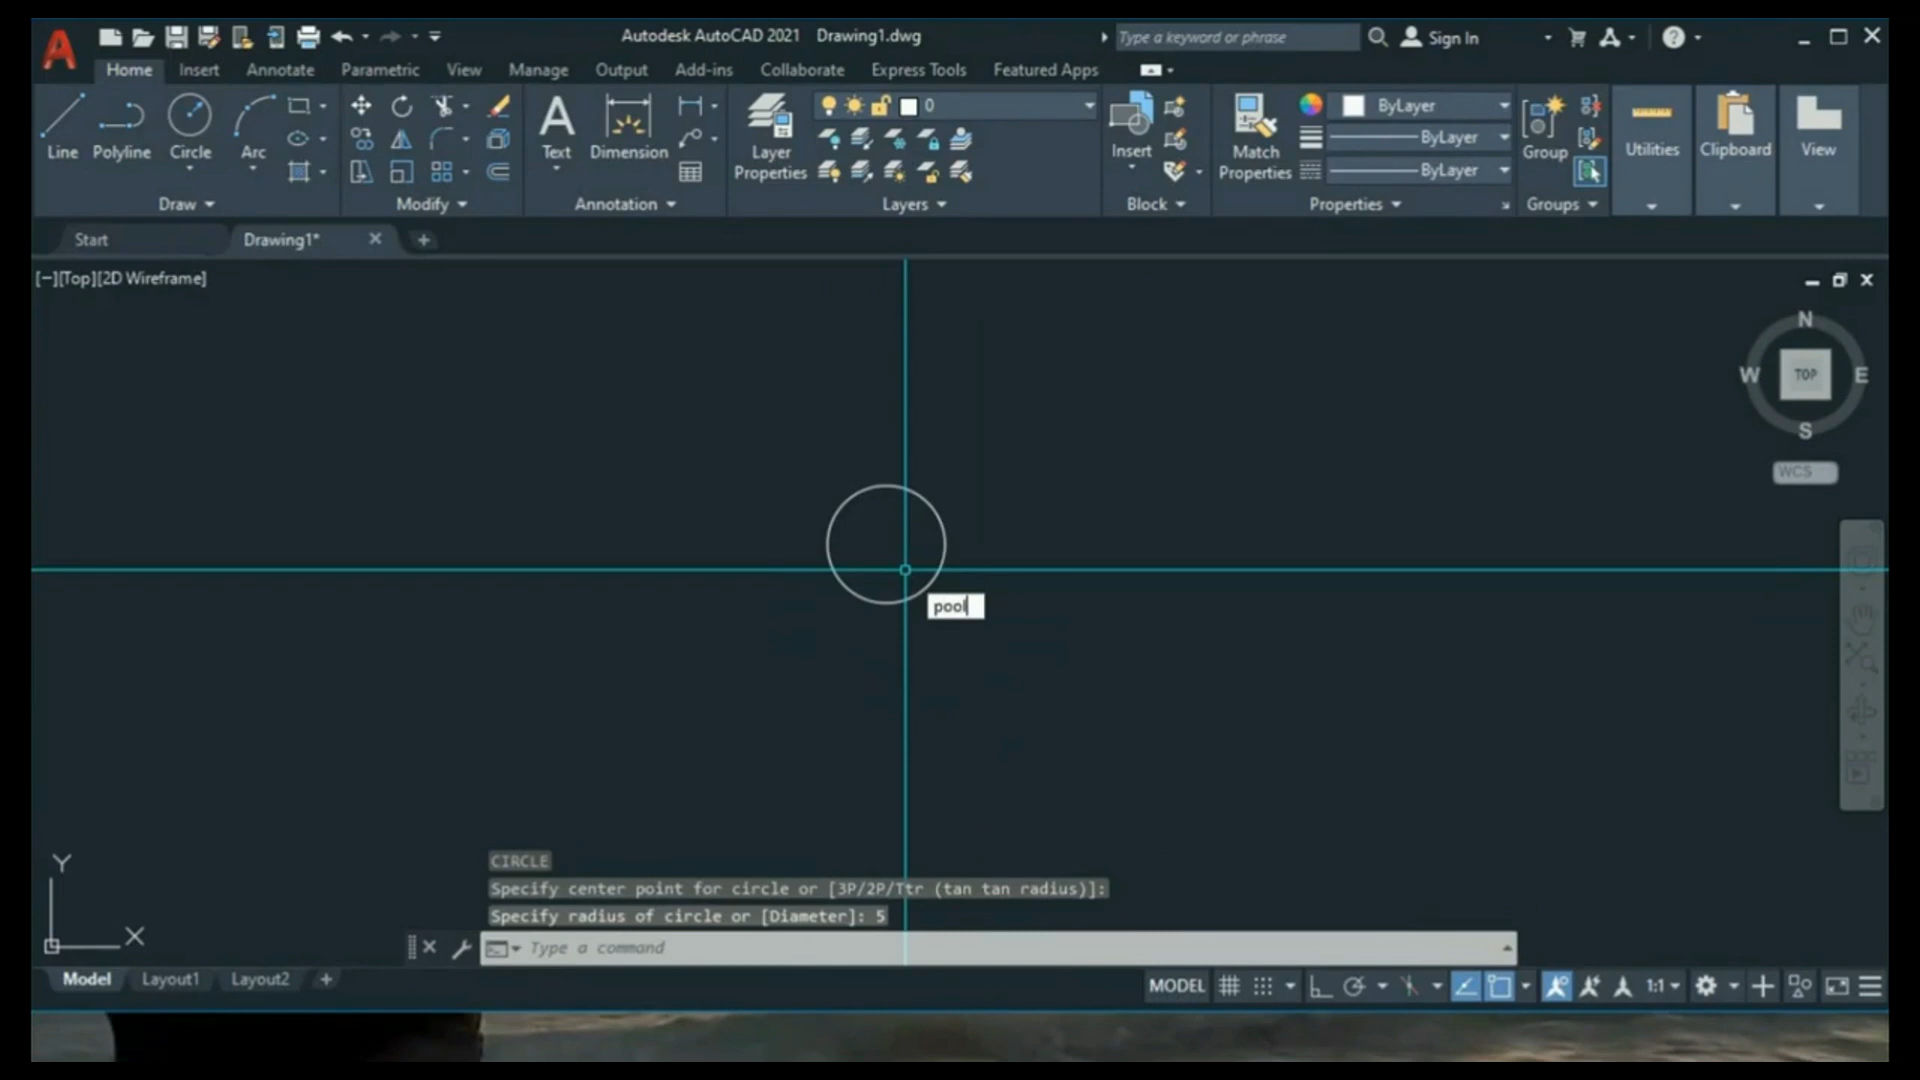 Autodesk AutoCAD 2021 Drawing1.dwg
Type a keyword or phrase
Sign In
Home Insert Annotate Parametric View Manage Output Add-ins Collaborate Express Tools Featured Apps
Line Polyline Circle Arc
Draw
Modify
Text Dimension
Annotation
Layer Properties
0
Layers
Insert
Block
Match Properties
ByLayer
ByLayer
ByLayer
Properties
Group
Groups
Utilities
Clipboard
View
Start Drawing1*
[−][Top][2D Wireframe]
N
W TOP E
S
WCS
pool
Y
X
CIRCLE
Specify center point for circle or [3P/2P/Ttr (tan tan radius)]:
Specify radius of circle or [Diameter]: 5
Type a command
Model Layout1 Layout2
MODEL 1:1